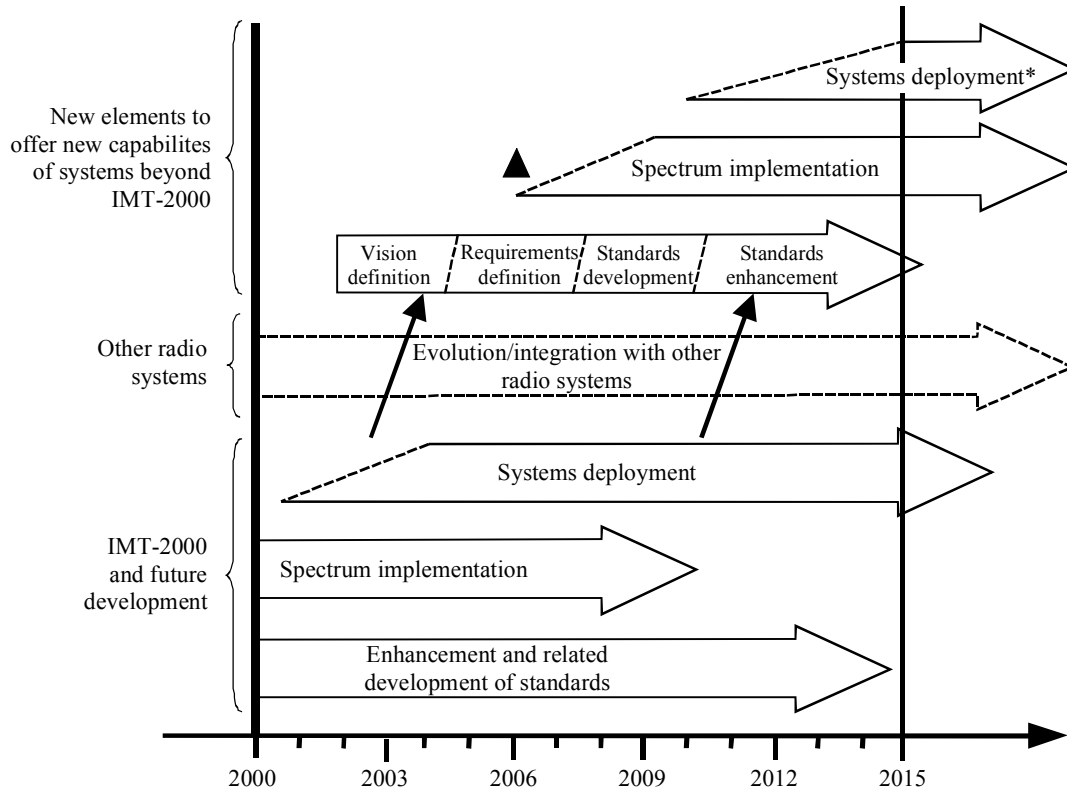 Systems deployment*
New elements to
offer new capabilites
of systems beyond
IMT-2000
Spectrum implementation
Vision
definition
Requirements
definition
Standards
development
Standards
enhancement
Other radio
systems
Evolution/integration with other
radio systems
Systems deployment
IMT-2000
and future
development
Spectrum implementation
Enhancement and related
development of standards
2000
2003
2006
2009
2012
2015